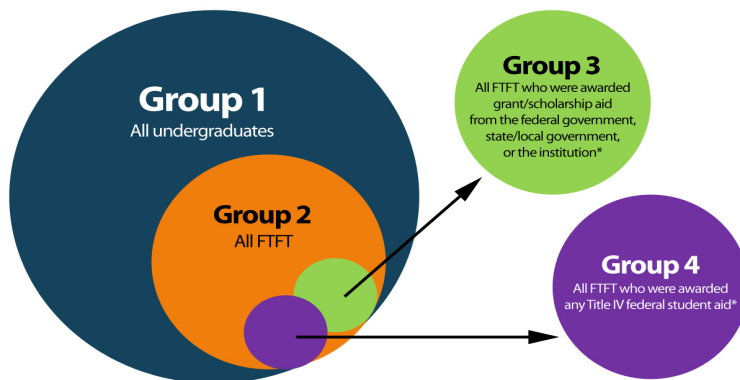 Group 1
All undergraduates
Group 2
All FTFT
Group 3
All FTFT who were awarded
grant/scholarship aid
from the federal government,
state/local government,
or the institution*
Group 4
All FTFT who were awarded
any Title IV federal student aid*